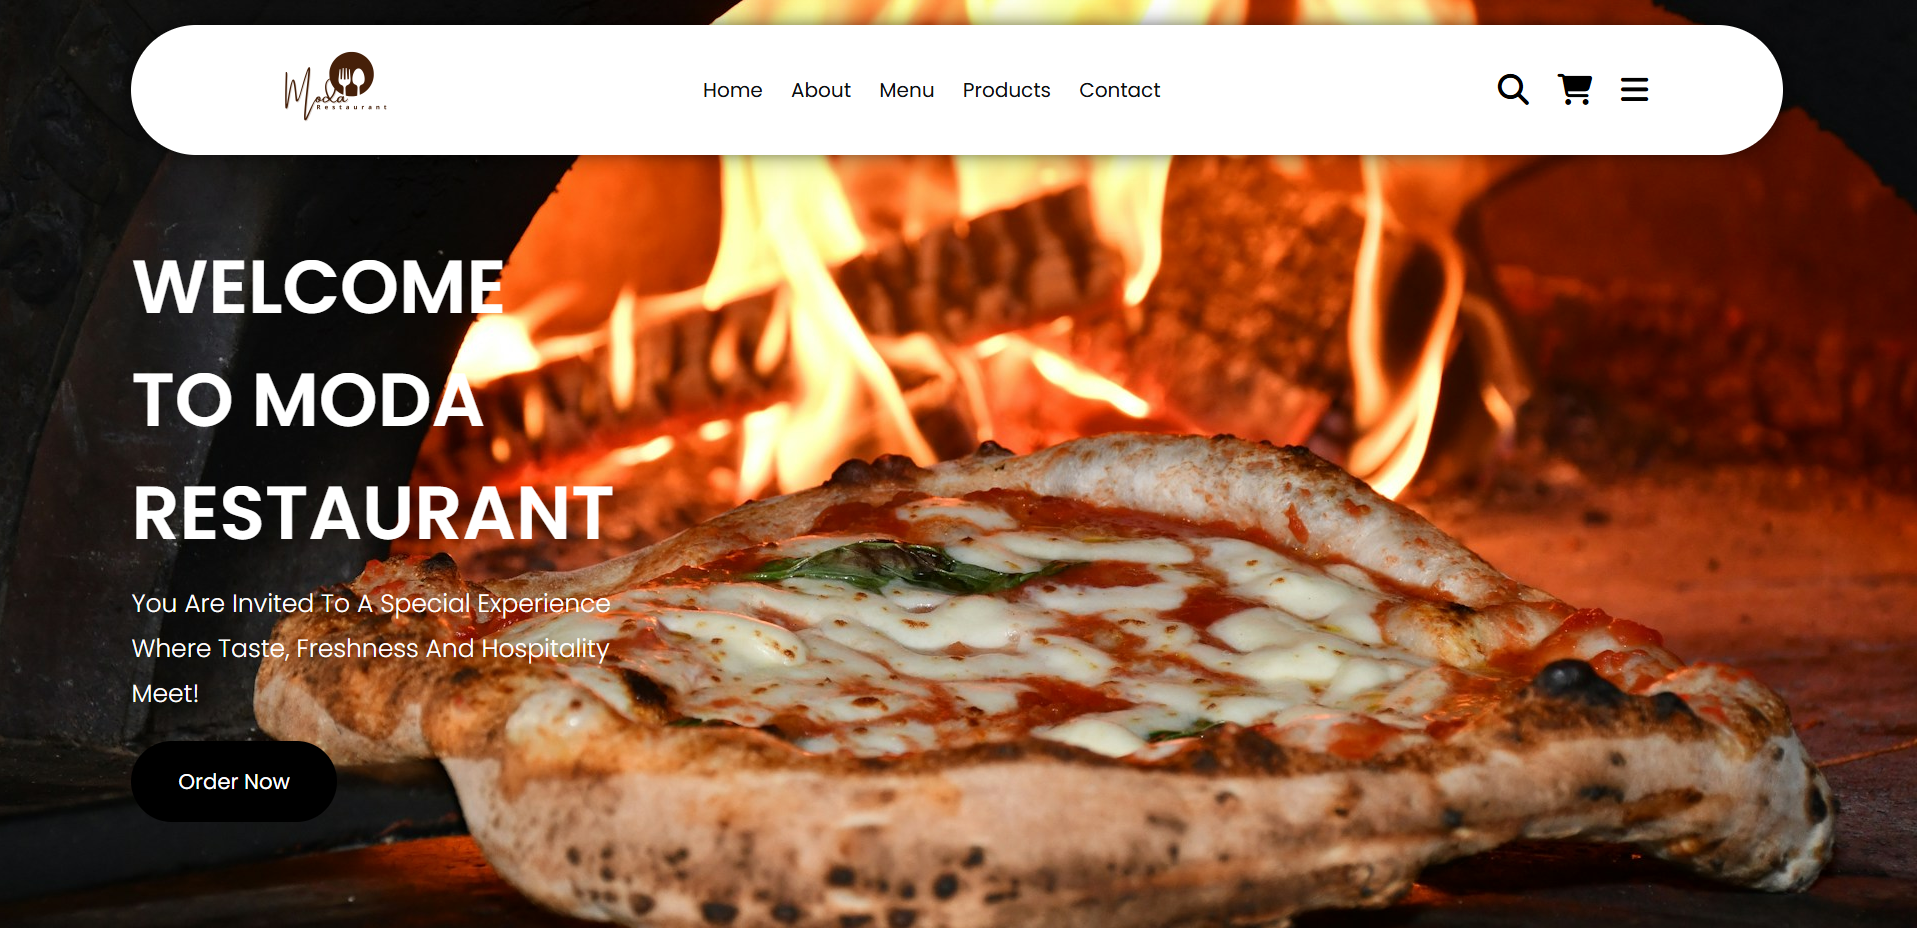 Moda
Restaurant
Home About Menu Products Contact
WELCOME
TO MODA
RESTAURANT
You Are Invited To A Special Experience
Where Taste, Freshness And Hospitality
Meet!
Order Now